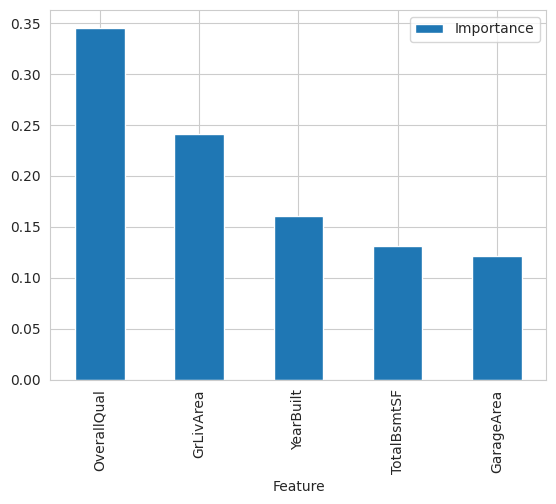 Importance
0.35
0.30
0.25
0.20
0.15
0.10
0.05
0.00
OverallQual
GrLivArea
YearBuilt
TotalBsmtSF
GarageArea
Feature